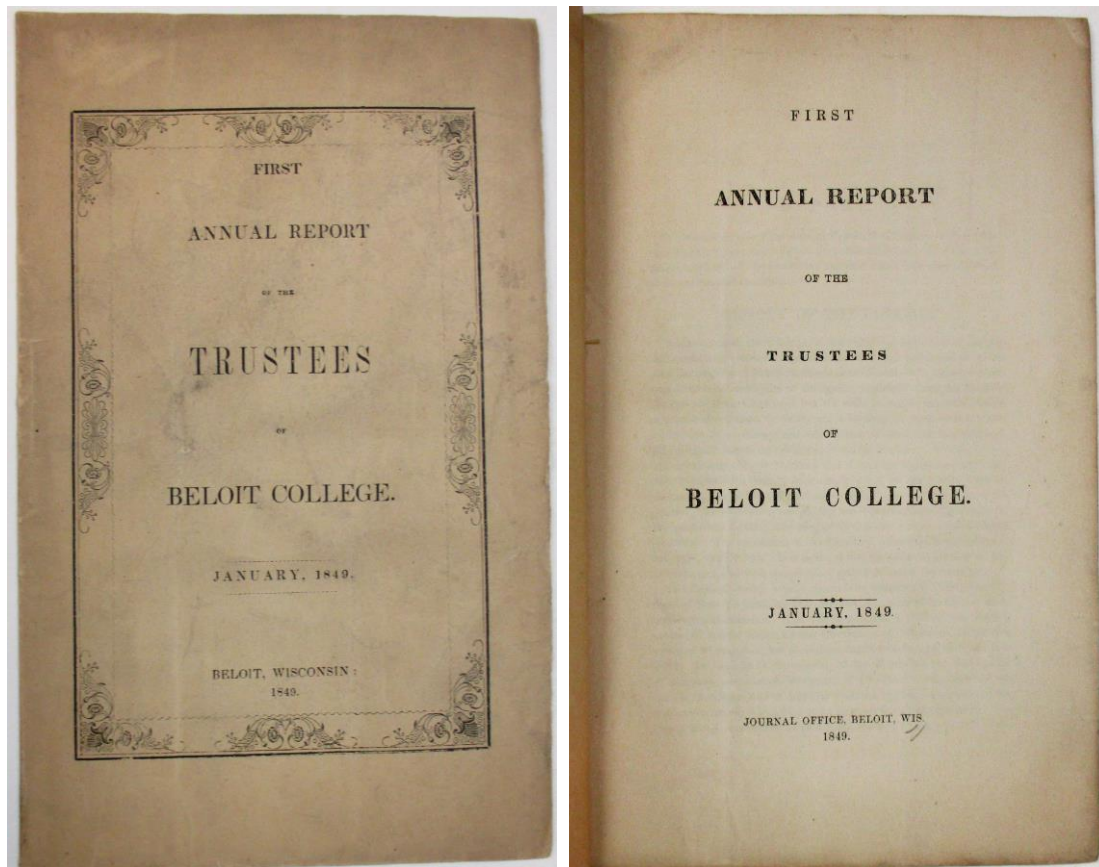 FIRST
ANNUAL REPORT
OF THE
TRUSTEES
OF
BELOIT COLLEGE.
JANUARY, 1849.
BELOIT, WISCONSIN:
1849.
FIRST
ANNUAL REPORT
OF THE
TRUSTEES
OF
BELOIT COLLEGE.
JANUARY, 1849.
JOURNAL OFFICE, BELOIT, WIS.
1849.